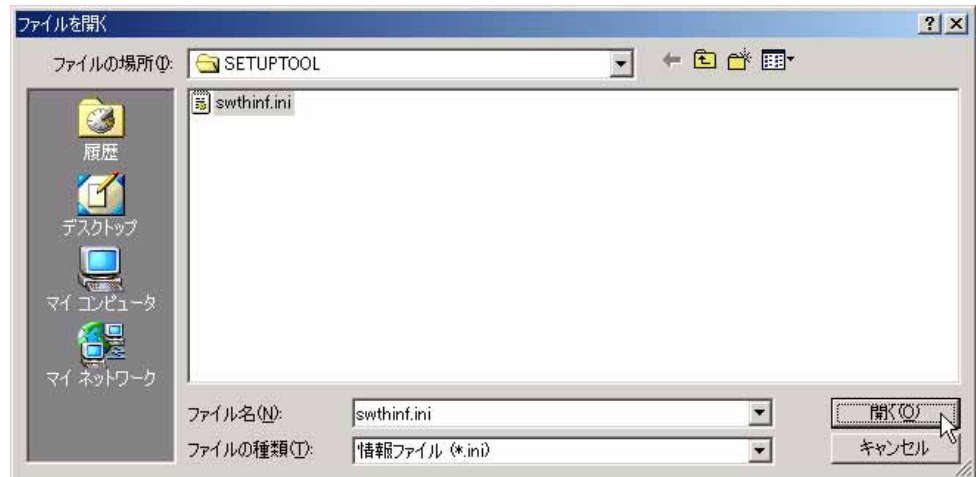 ファイルを開く
ファイルの場所(I):
SETUPTOOL
swthinf.ini
履歴
デスクトップ
マイ コンピュータ
マイ ネットワーク
ファイル名(N):
swthinf.ini
開く(O)
ファイルの種類(T):
情報ファイル (*.ini)
キャンセル